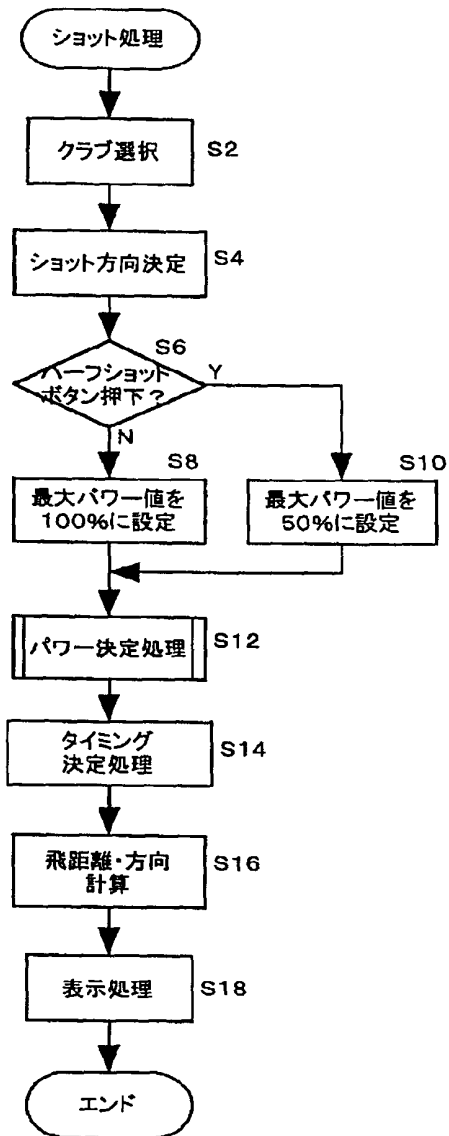 ショット処理
クラブ選択
S2
ショット方向決定
S4
S6
ハーフショット
ボタン押下?
Y
N
S8
最大パワー値を
100%に設定
S10
最大パワー値を
50%に設定
パワー決定処理
S12
タイミング
決定処理
S14
飛距離・方向
計算
S16
表示処理
S18
エンド